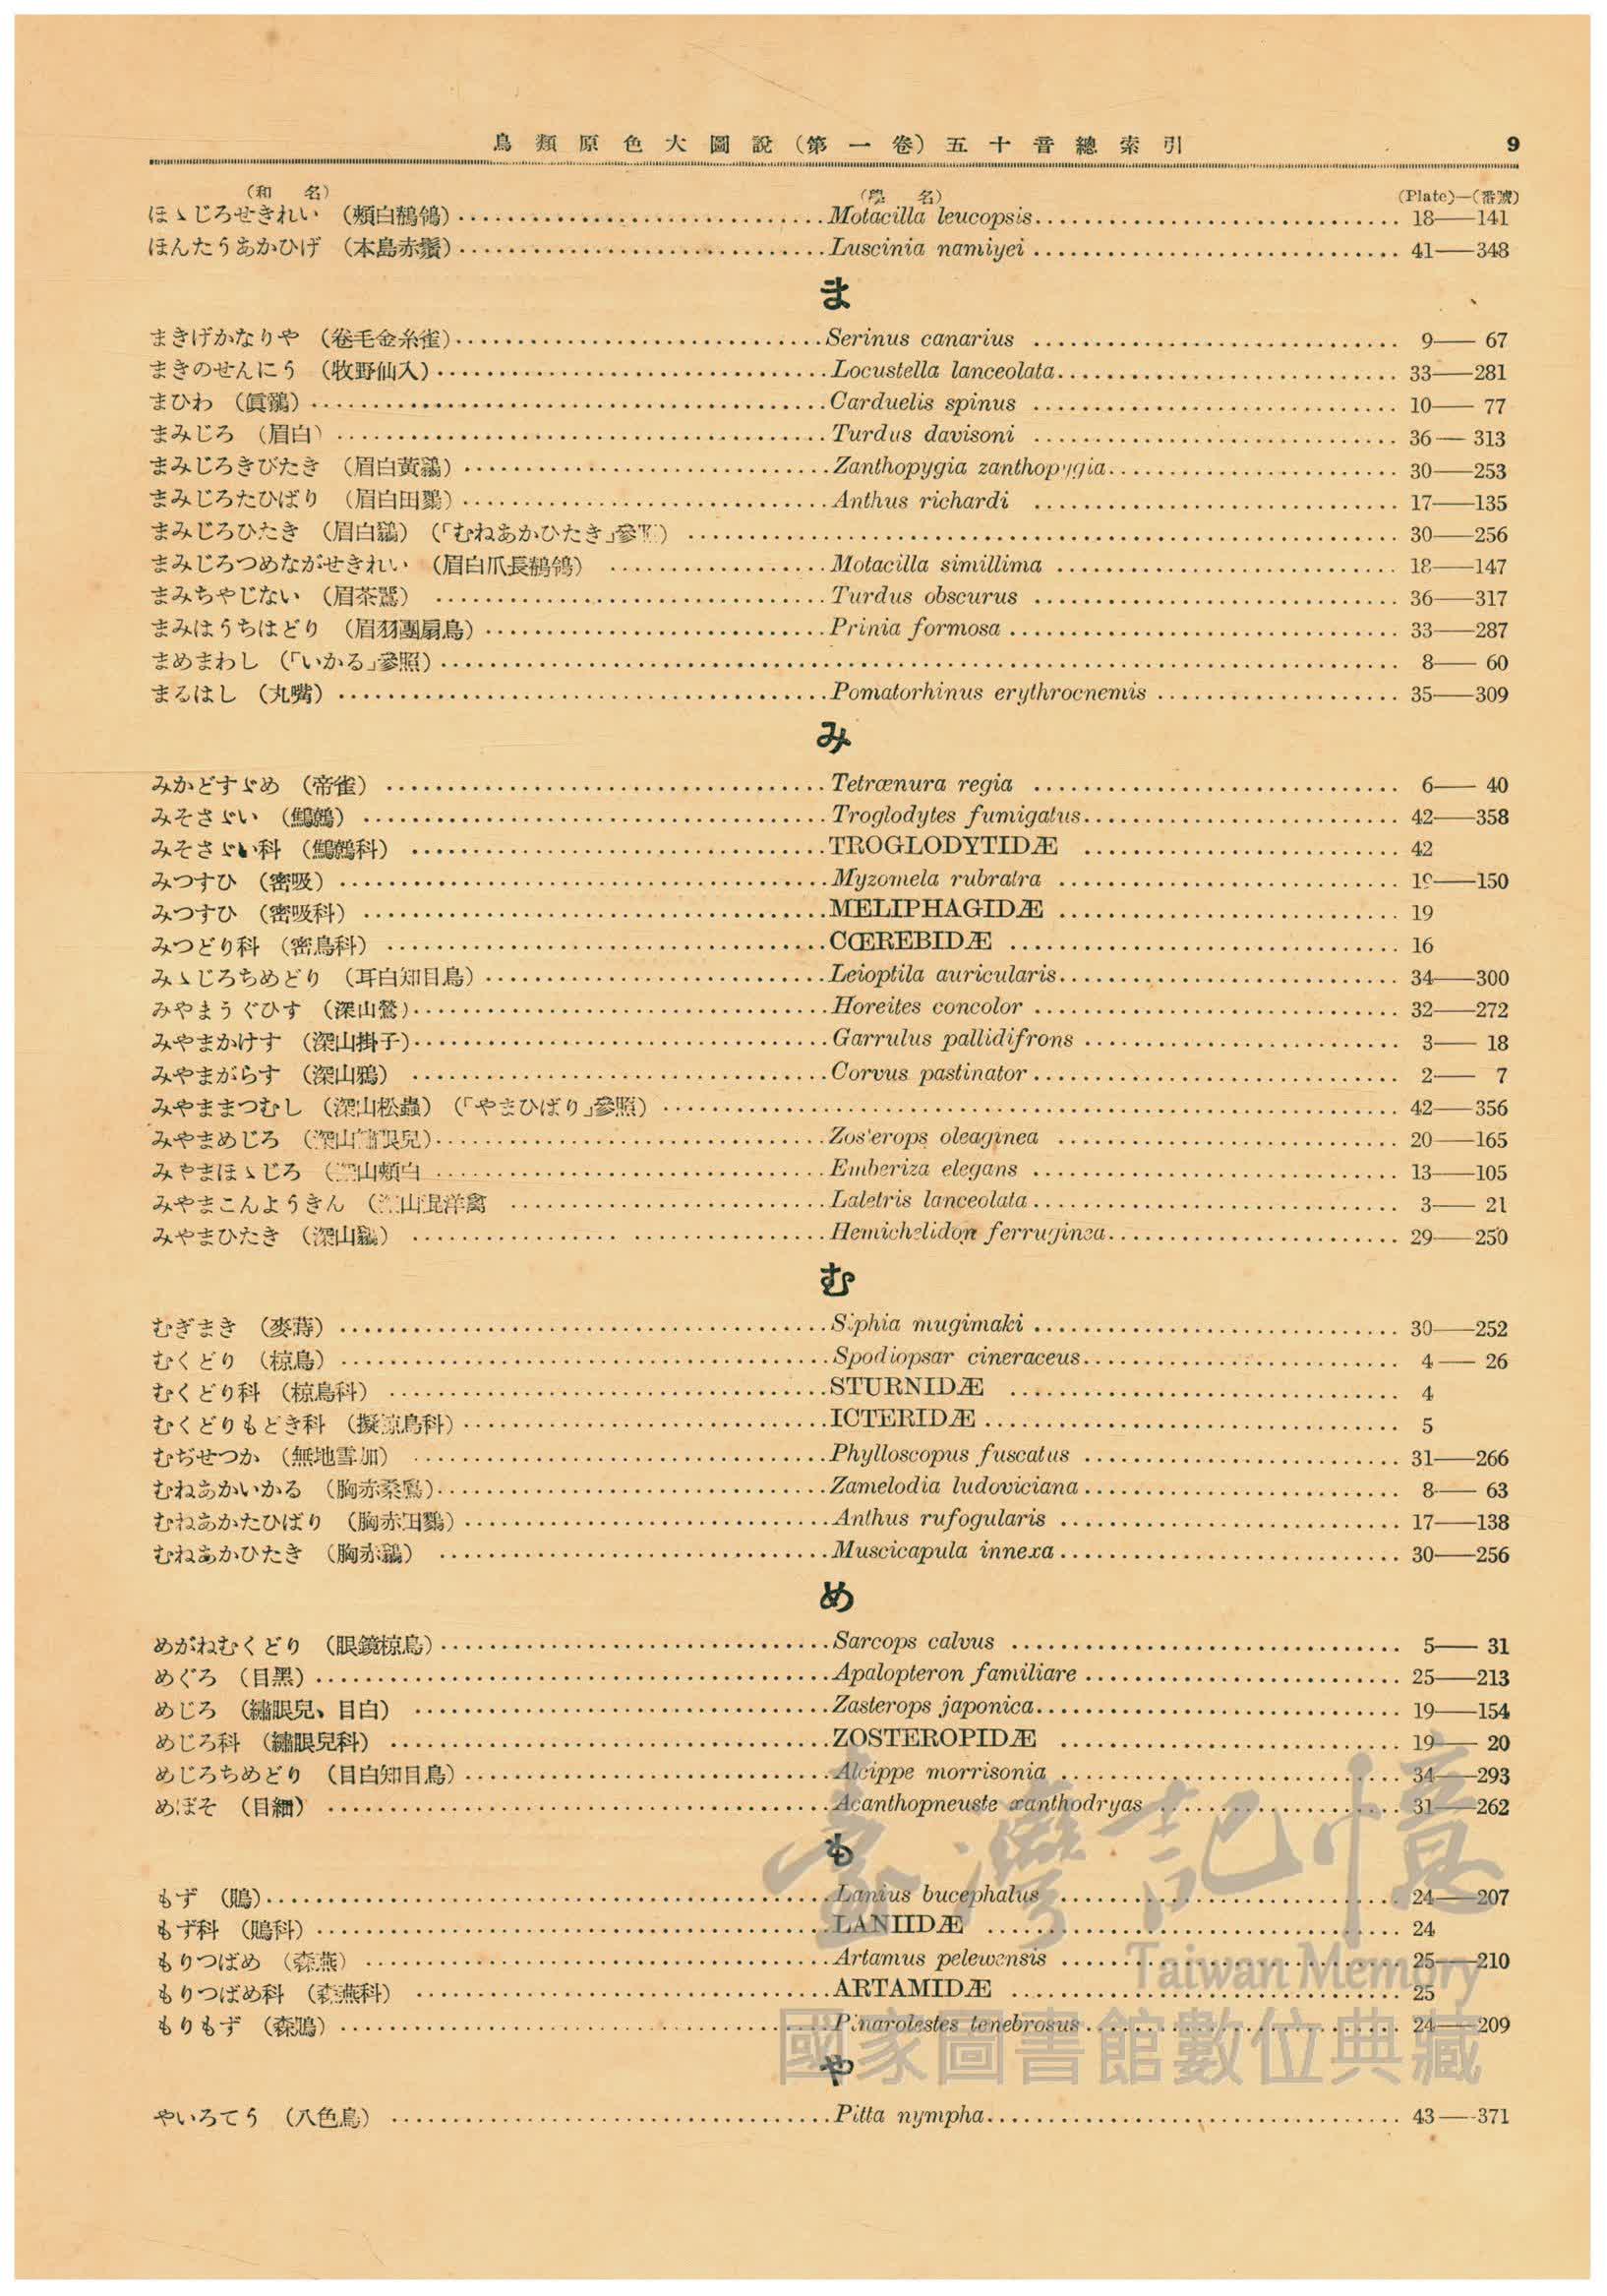 鳥類原色大圖説（第一卷）五十音總索引 9
（和名） （學名） （Plate）—（番號）
ほゝじろせきれい （頰白鶺鴒）……Motacilla leucopsis…… 18——141
ほんたうあかひげ （本島赤鬚）……Luscinia namiyei …… 41——348
ま
まきげかなりや （卷毛金糸雀）……Serinus canarius …… 9—— 67
まきのせんにう （牧野仙入）……Locustella lanceolata…… 33——281
まひわ （眞鶸）……Carduelis spinus …… 10—— 77
まみじろ （眉白）……Turdus davisoni …… 36——313
まみじろきびたき （眉白黄鶲）……Zanthopygia zanthopygia…… 30——253
まみじろたひばり （眉白田鷚）……Anthus richardi …… 17——135
まみじろひたき （眉白鶲）（「むねあかひたき」參照）…… 30——256
まみじろつめながせきれい （眉白爪長鶺鴒）……Motacilla simillima …… 18——147
まみちやじない （眉茶鶇）……Turdus obscurus …… 36——317
まみはうちはどり （眉羽團扇鳥）……Prinia formosa …… 33——287
まめまわし （「いかる」參照）…… 8—— 60
まるはし （丸嘴）……Pomatorhinus erythrocnemis …… 35——309
み
みかどすゞめ （帝雀）……Tetrænura regia …… 6—— 40
みそさゞい （鷦鷯）……Troglodytes fumigatus…… 42——358
みそさゞい科 （鷦鷯科）……TROGLODYTIDÆ …… 42
みつすひ （密吸）……Myzomela rubratra …… 19——150
みつすひ （密吸科）……MELIPHAGIDÆ …… 19
みつどり科 （密鳥科）……CŒREBIDÆ …… 16
みゝじろちめどり （耳白知目鳥）……Leioptila auricularis…… 34——300
みやまうぐひす （深山鶯）……Horeites concolor …… 32——272
みやまかけす （深山掛子）……Garrulus pallidifrons …… 3—— 18
みやまがらす （深山鴉）……Corvus pastinator…… 2—— 7
みやままつむし （深山松蟲）（「やまひばり」參照）…… 42——356
みやまめじろ （深山繡眼兒）……Zosterops oleaginea …… 20——165
みやまほゝじろ （深山頰白……Emberiza elegans …… 13——105
みやまこんようきん （深山混洋禽……Laletris lanceolata…… 3—— 21
みやまひたき （深山鶲）……Hemichelidon ferruginea…… 29——250
む
むぎまき （麥蒔）……Siphia mugimaki …… 30——252
むくどり （椋鳥）……Spodiopsar cineraceus…… 4—— 26
むくどり科 （椋鳥科）……STURNIDÆ …… 4
むくどりもどき科 （擬椋鳥科）……ICTERIDÆ…… 5
むぢせつか （無地雪加）……Phylloscopus fuscatus …… 31——266
むねあかいかる （胸赤桑鳲）……Zamelodia ludoviciana…… 8—— 63
むねあかたひばり （胸赤田鷚）……Anthus rufogularis …… 17——138
むねあかひたき （胸赤鶲）……Muscicapula innexa…… 30——256
め
めがねむくどり （眼鏡椋鳥）……Sarcops calvus …… 5—— 31
めぐろ （目黑）……Apalopteron familiare…… 25——213
めじろ （繡眼兒、目白）……Zasterops japonica…… 19——154
めじろ科 （繡眼兒科）……ZOSTEROPIDÆ …… 19—— 20
めじろちめどり （目白知目鳥）……Alcippe morrisonia …… 34——293
めぼそ （目細）……Acanthopneuste xanthodryas …… 31——262
も
もず （鵙）……Lanius bucephalus …… 24——207
もず科 （鵙科）……LANIIDÆ …… 24
もりつばめ （森燕）……Artamus pelewensis …… 25——210
もりつばめ科 （森燕科）……ARTAMIDÆ …… 25
もりもず （森鵙）……Pinarolestes tenebrosus…… 24——209
や
やいろてう （八色鳥）……Pitta nympha…… 43——371
臺灣記憶
Taiwan Memory
國家圖書館數位典藏